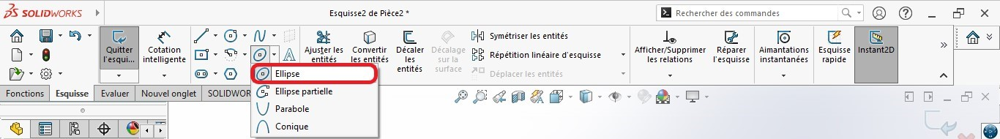 SOLIDWORKS
Esquisse2 de Pièce2 *
Rechercher des commandes
Quitter l'esqui...
Cotation intelligente
Ajuster les entités
Convertir les entités
Décaler les entités
Décalage sur la surface
Symétriser les entités
Répétition linéaire d'esquisse
Déplacer les entités
Afficher/Supprimer les relations
Réparer l'esquisse
Aimantations instantanées
Esquisse rapide
Instant2D
Ellipse
Ellipse partielle
Parabole
Conique
Fonctions
Esquisse
Evaluer
Nouvel onglet
SOLIDWOR